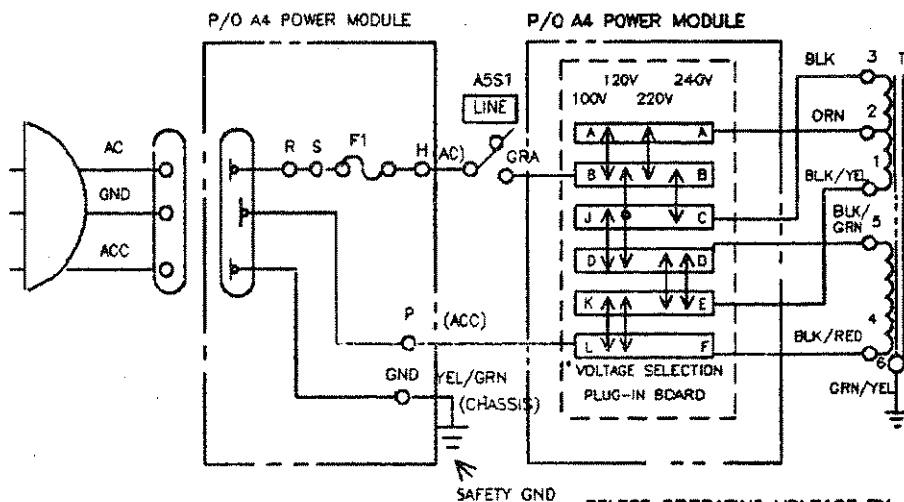 P/O A4 POWER MODULE
P/O A4 POWER MODULE
A5S1
LINE
120V 240V
100V 220V
BLK 3 T
ORN 2
1
BLK/YEL
BLK/
GRN 5
4
BLK/RED
6
GRN/YEL
AC
GND
ACC
R S F1 H (AC) GRA
A A
B B
J C
D D
K E
L F
P (ACC)
GND YEL/GRN
(CHASSIS)
SAFETY GND
* VOLTAGE SELECTION
PLUG-IN BOARD